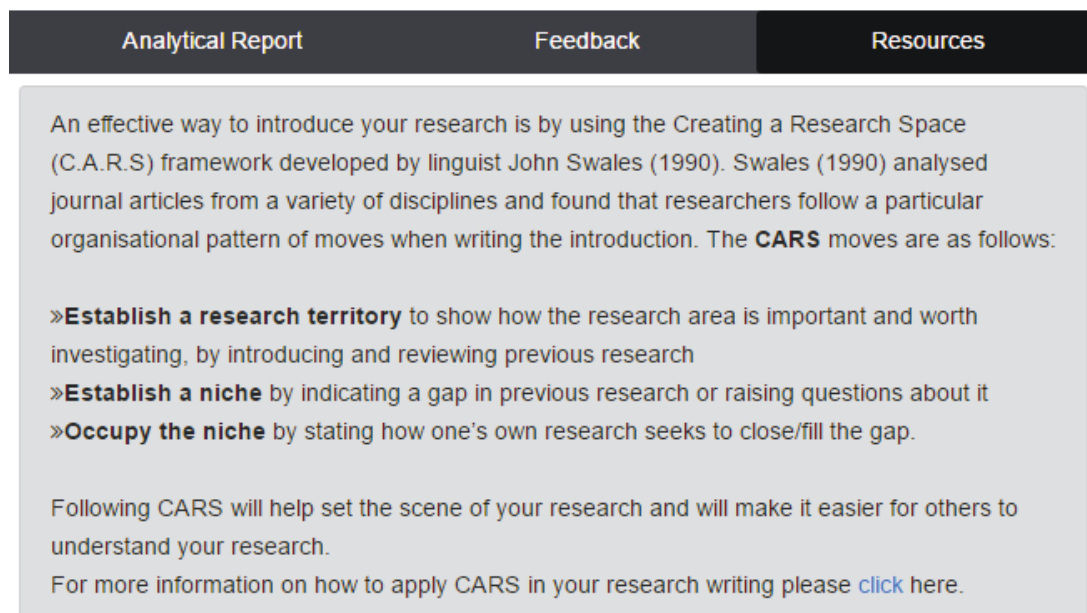 Analytical Report Feedback Resources
An effective way to introduce your research is by using the Creating a Research Space
(C.A.R.S) framework developed by linguist John Swales (1990). Swales (1990) analysed
journal articles from a variety of disciplines and found that researchers follow a particular
organisational pattern of moves when writing the introduction. The CARS moves are as follows:
»Establish a research territory to show how the research area is important and worth
investigating, by introducing and reviewing previous research
»Establish a niche by indicating a gap in previous research or raising questions about it
»Occupy the niche by stating how one’s own research seeks to close/fill the gap.
Following CARS will help set the scene of your research and will make it easier for others to
understand your research.
For more information on how to apply CARS in your research writing please click here.